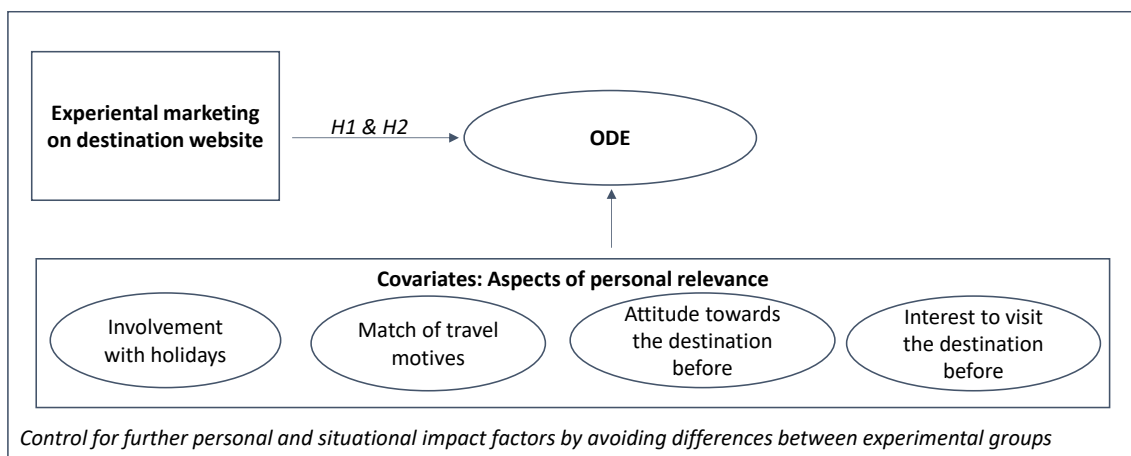 Experiental marketing
on destination website
H1 & H2
ODE
Covariates: Aspects of personal relevance
Involvement
with holidays
Match of travel
motives
Attitude towards
the destination
before
Interest to visit
the destination
before
Control for further personal and situational impact factors by avoiding differences between experimental groups